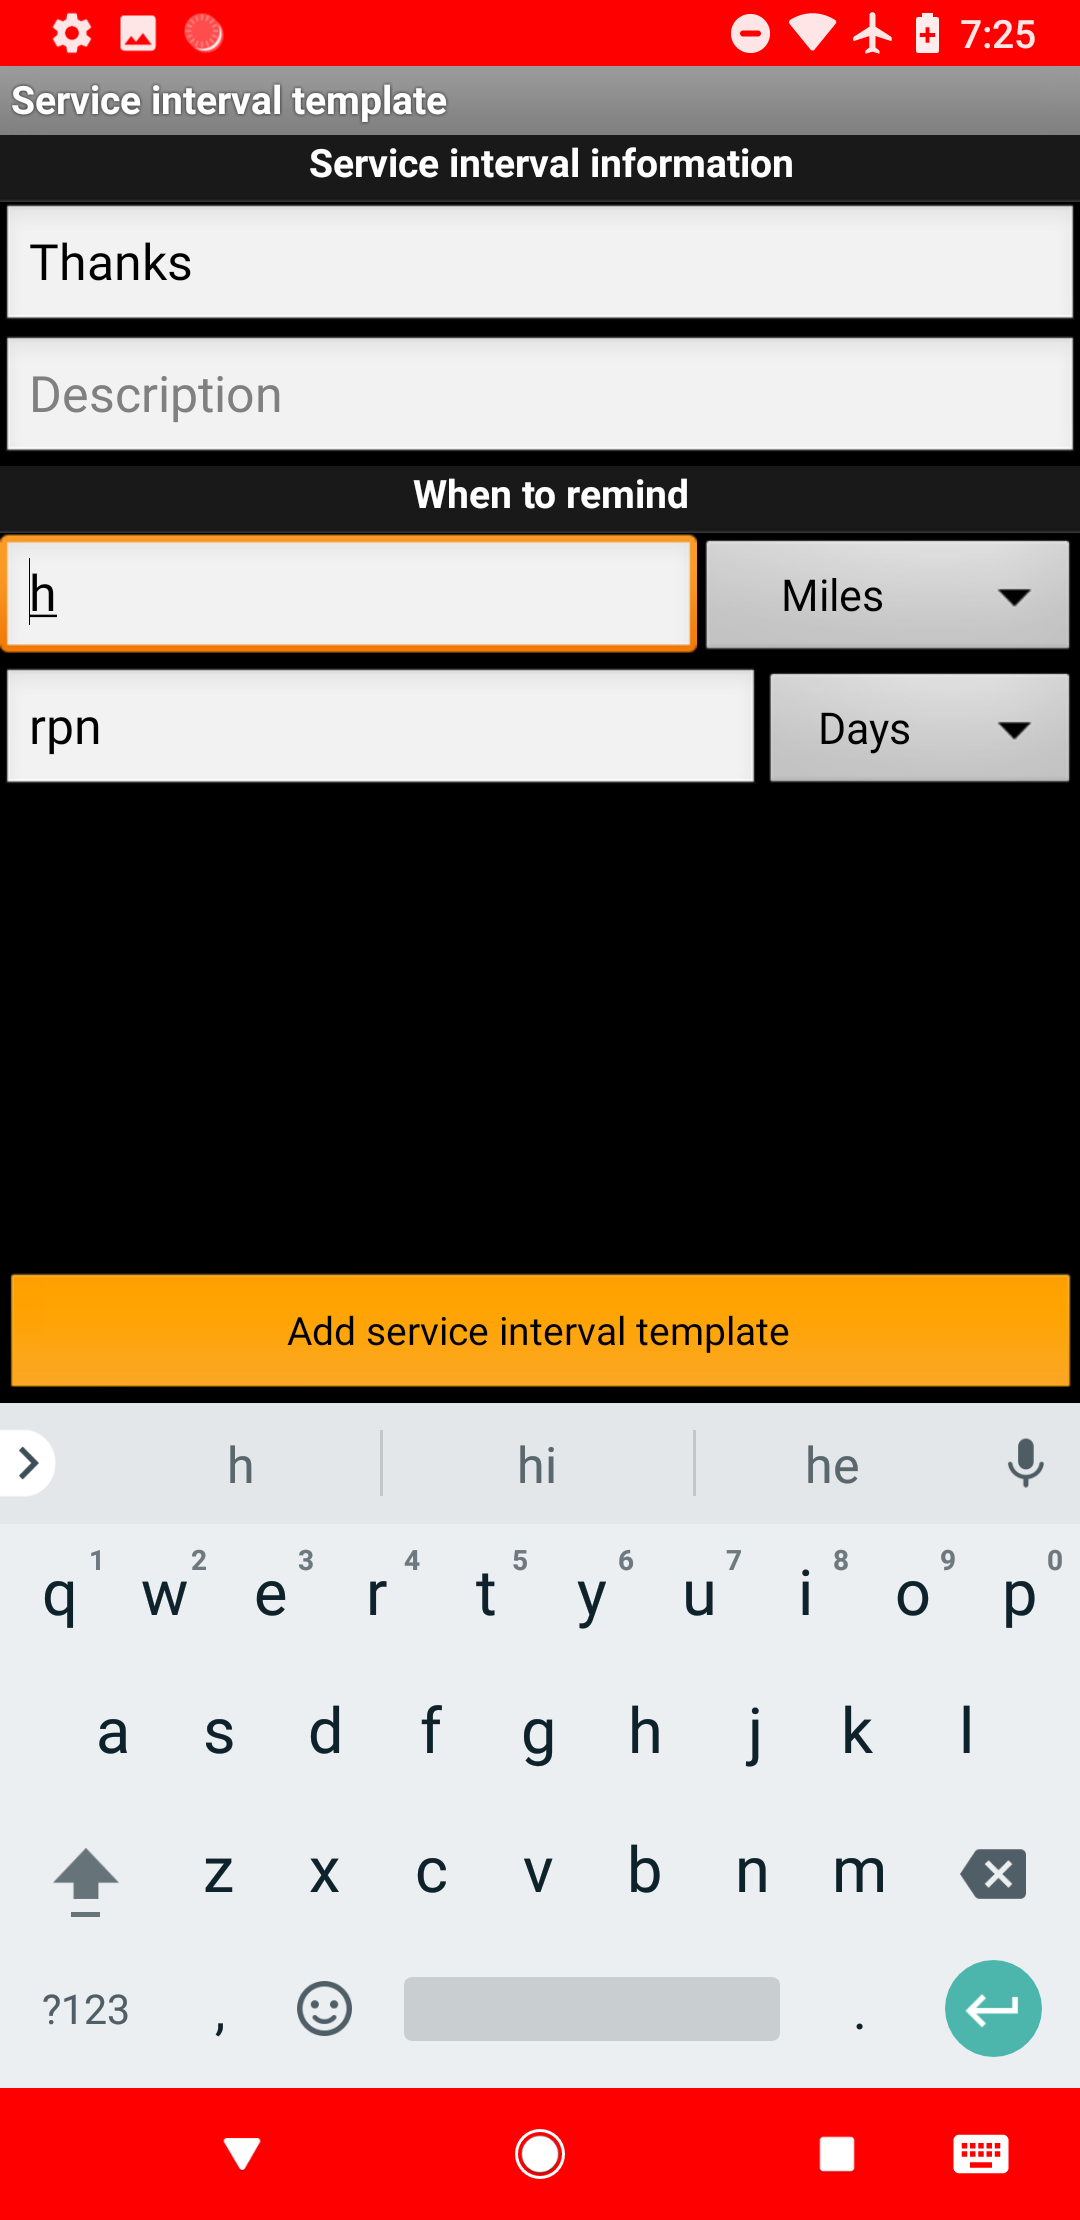 7:25
Service interval template
Service interval information
Thanks
Description
When to remind
h Miles
rpn Days
Add service interval template
h hi he
1 2 3 4 5 6 7 8 9 0
q w e r t y u i o p
a s d f g h j k l
z x c v b n m
?123 , .